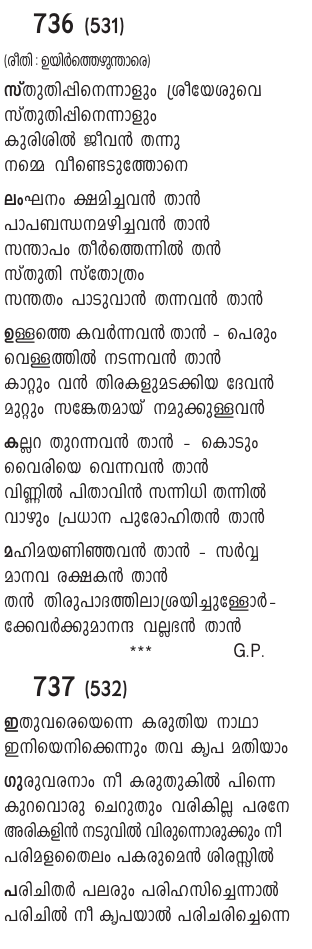 736 (531)
(രീതി : ഉയിർത്തെഴുന്താരെ)
സ്തുതിപ്പിനെന്നാളും ശ്രീയേശുവെ
സ്തുതിപ്പിനെന്നാളും
കുരിശിൽ ജീവൻ തന്നു
നമ്മെ വീണ്ടെടുത്തോനെ
ലംഘനം ക്ഷമിച്ചവൻ താൻ
പാപബന്ധനമഴിച്ചവൻ താൻ
സന്താപം തീർത്തെന്നിൽ തൻ
സ്തുതി സ്തോത്രം
സന്തതം പാടുവാൻ തന്നവൻ താൻ
ഉള്ളത്തെ കവർന്നവൻ താൻ – പെരും
വെള്ളത്തിൽ നടന്നവൻ താൻ
കാറ്റും വൻ തിരകളുമടക്കിയ ദേവൻ
മുറ്റും സങ്കേതമായ് നമുക്കുള്ളവൻ
കല്ലറ തുറന്നവൻ താൻ – കൊടും
വൈരിയെ വെന്നവൻ താൻ
വിണ്ണിൽ പിതാവിൻ സന്നിധി തന്നിൽ
വാഴും പ്രധാന പുരോഹിതൻ താൻ
മഹിമയണിഞ്ഞവൻ താൻ – സർവ്വ
മാനവ രക്ഷകൻ താൻ
തൻ തിരുപാദത്തിലാശ്രയിച്ചുള്ളോർ–
ക്കേവർക്കുമാനന്ദ വല്ലഭൻ താൻ
*** G.P.
737 (532)
ഇതുവരെയെന്നെ കരുതിയ നാഥാ
ഇനിയെനിക്കെന്നും തവ കൃപ മതിയാം
ഗുരുവരനാം നീ കരുതുകിൽ പിന്നെ
കുറവൊരു ചെറുതും വരികില്ല പരനേ
അരികളിൻ നടുവിൽ വിരുന്നൊരുക്കും നീ
പരിമളതൈലം പകരുമെൻ ശിരസ്സിൽ
പരിചിതർ പലരും പരിഹസിച്ചെന്നാൽ
പരിചിൽ നീ കൃപയാൽ പരിചരിച്ചെന്നെ